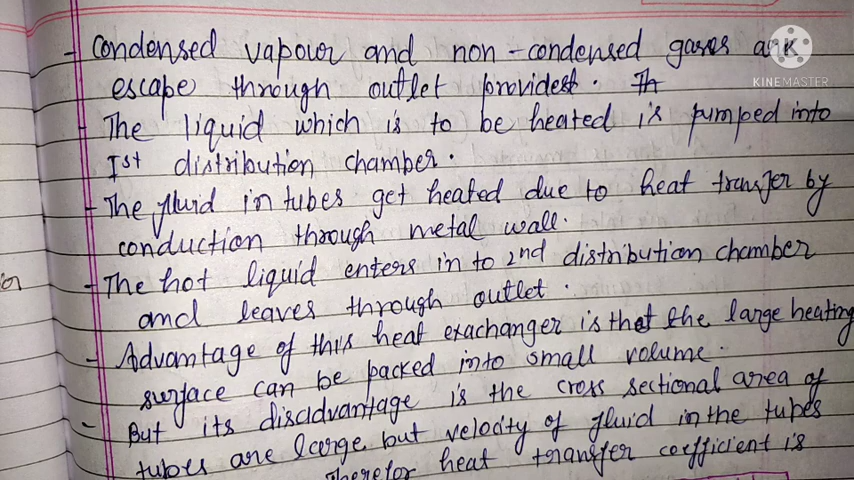 - Condensed vapour and non-condensed gases are
escape through outlet provided. Th
- The liquid which is to be heated is pumped into
Ist distribution chamber.
- The fluid in tubes get heated due to heat transfer by
conduction through metal wall.
- The hot liquid enters in to 2nd distribution chamber
and leaves through outlet.
- Advantage of this heat exachanger is that the large heating
surface can be packed into small volume.
- But its disadvantage is the cross sectional area of
tubes are large but velocity of fluid in the tubes
Therefor heat transfer coefficient is
KINEMASTER